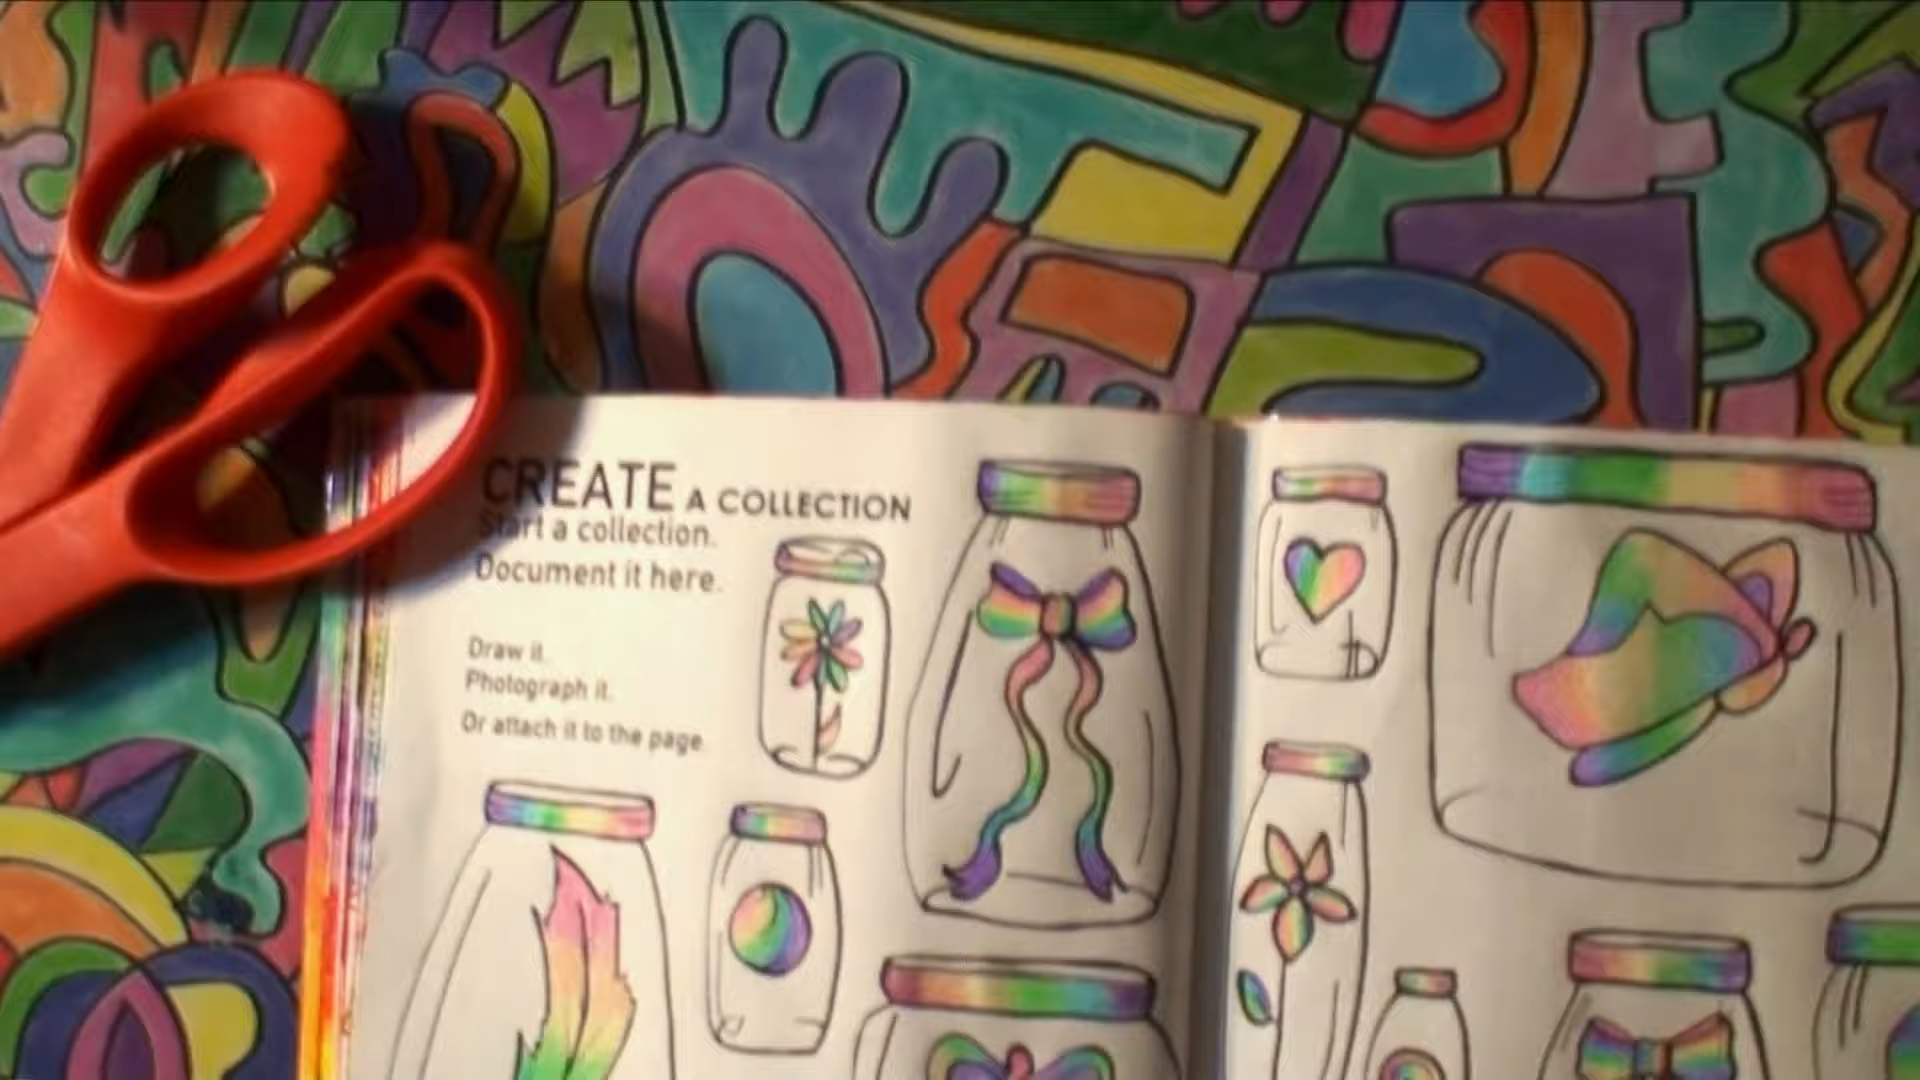 CREATE A COLLECTION
Start a collection.
Document it here.
Draw it.
Photograph it.
Or attach it to the page.